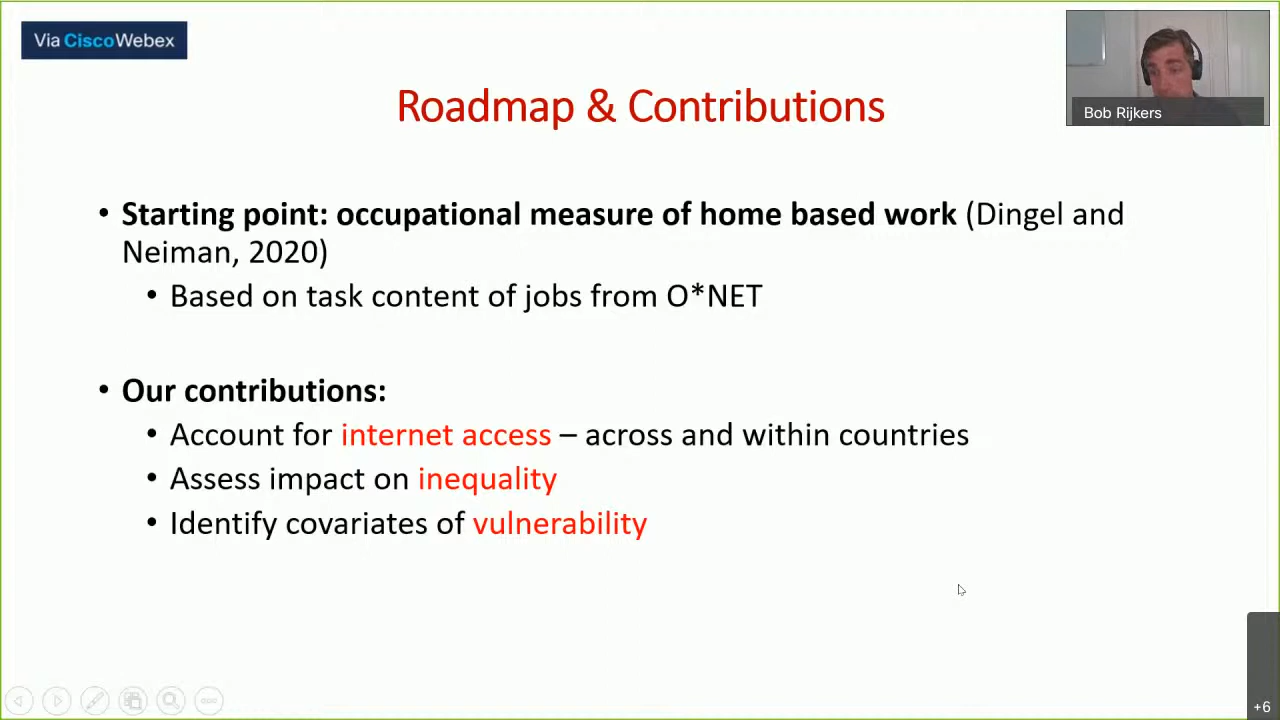 Via CiscoWebex
Bob Rijkers
Roadmap & Contributions
• Starting point: occupational measure of home based work (Dingel and
Neiman, 2020)
• Based on task content of jobs from O*NET
• Our contributions:
• Account for internet access – across and within countries
• Assess impact on inequality
• Identify covariates of vulnerability
+6